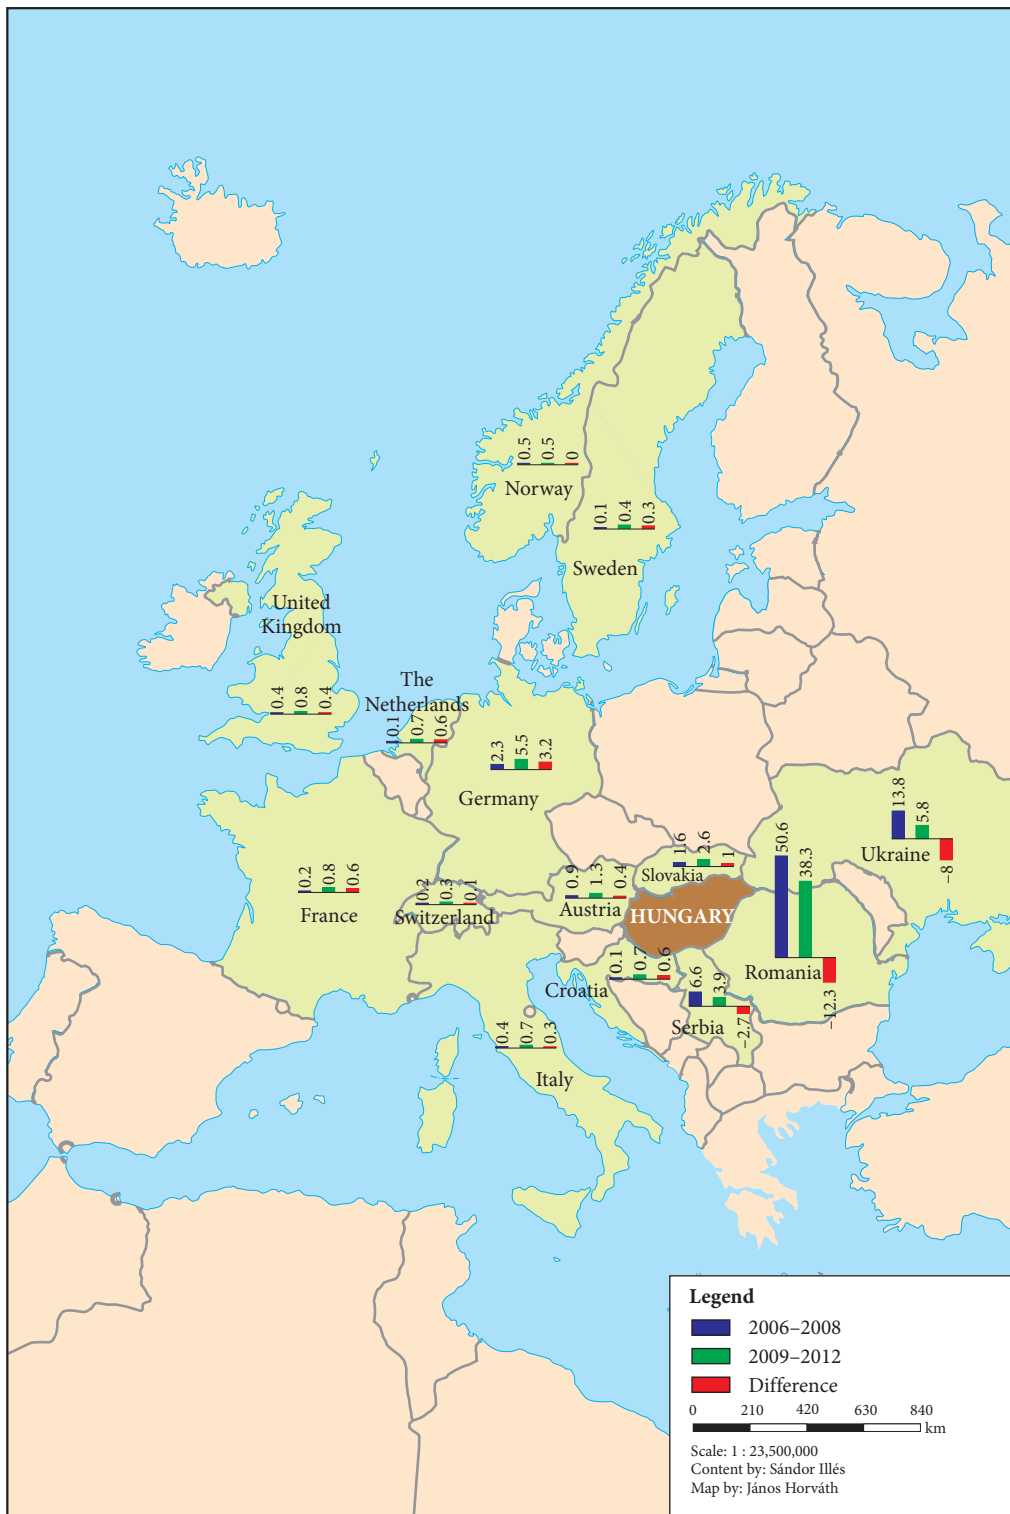 0.5
0.5
0
Norway
0.1
0.4
0.3
Sweden
United
Kingdom
0.4
0.8
0.4
The
Netherlands
0.1
0.7
0.6
2.3
5.5
3.2
Germany
13.8
5.8
−8
Ukraine
50.6
38.3
−12.3
Romania
1.6
2.6
1
Slovakia
0.2
0.8
0.6
France
0.2
0.3
0.1
Switzerland
0.9
1.3
0.4
Austria
HUNGARY
0.1
0.7
0.6
Croatia
6.6
3.9
−2.7
Serbia
0.4
0.7
0.3
Italy
Legend
2006–2008
2009–2012
Difference
0 210 420 630 840
km
Scale: 1 : 23,500,000
Content by: Sándor Illés
Map by: János Horváth